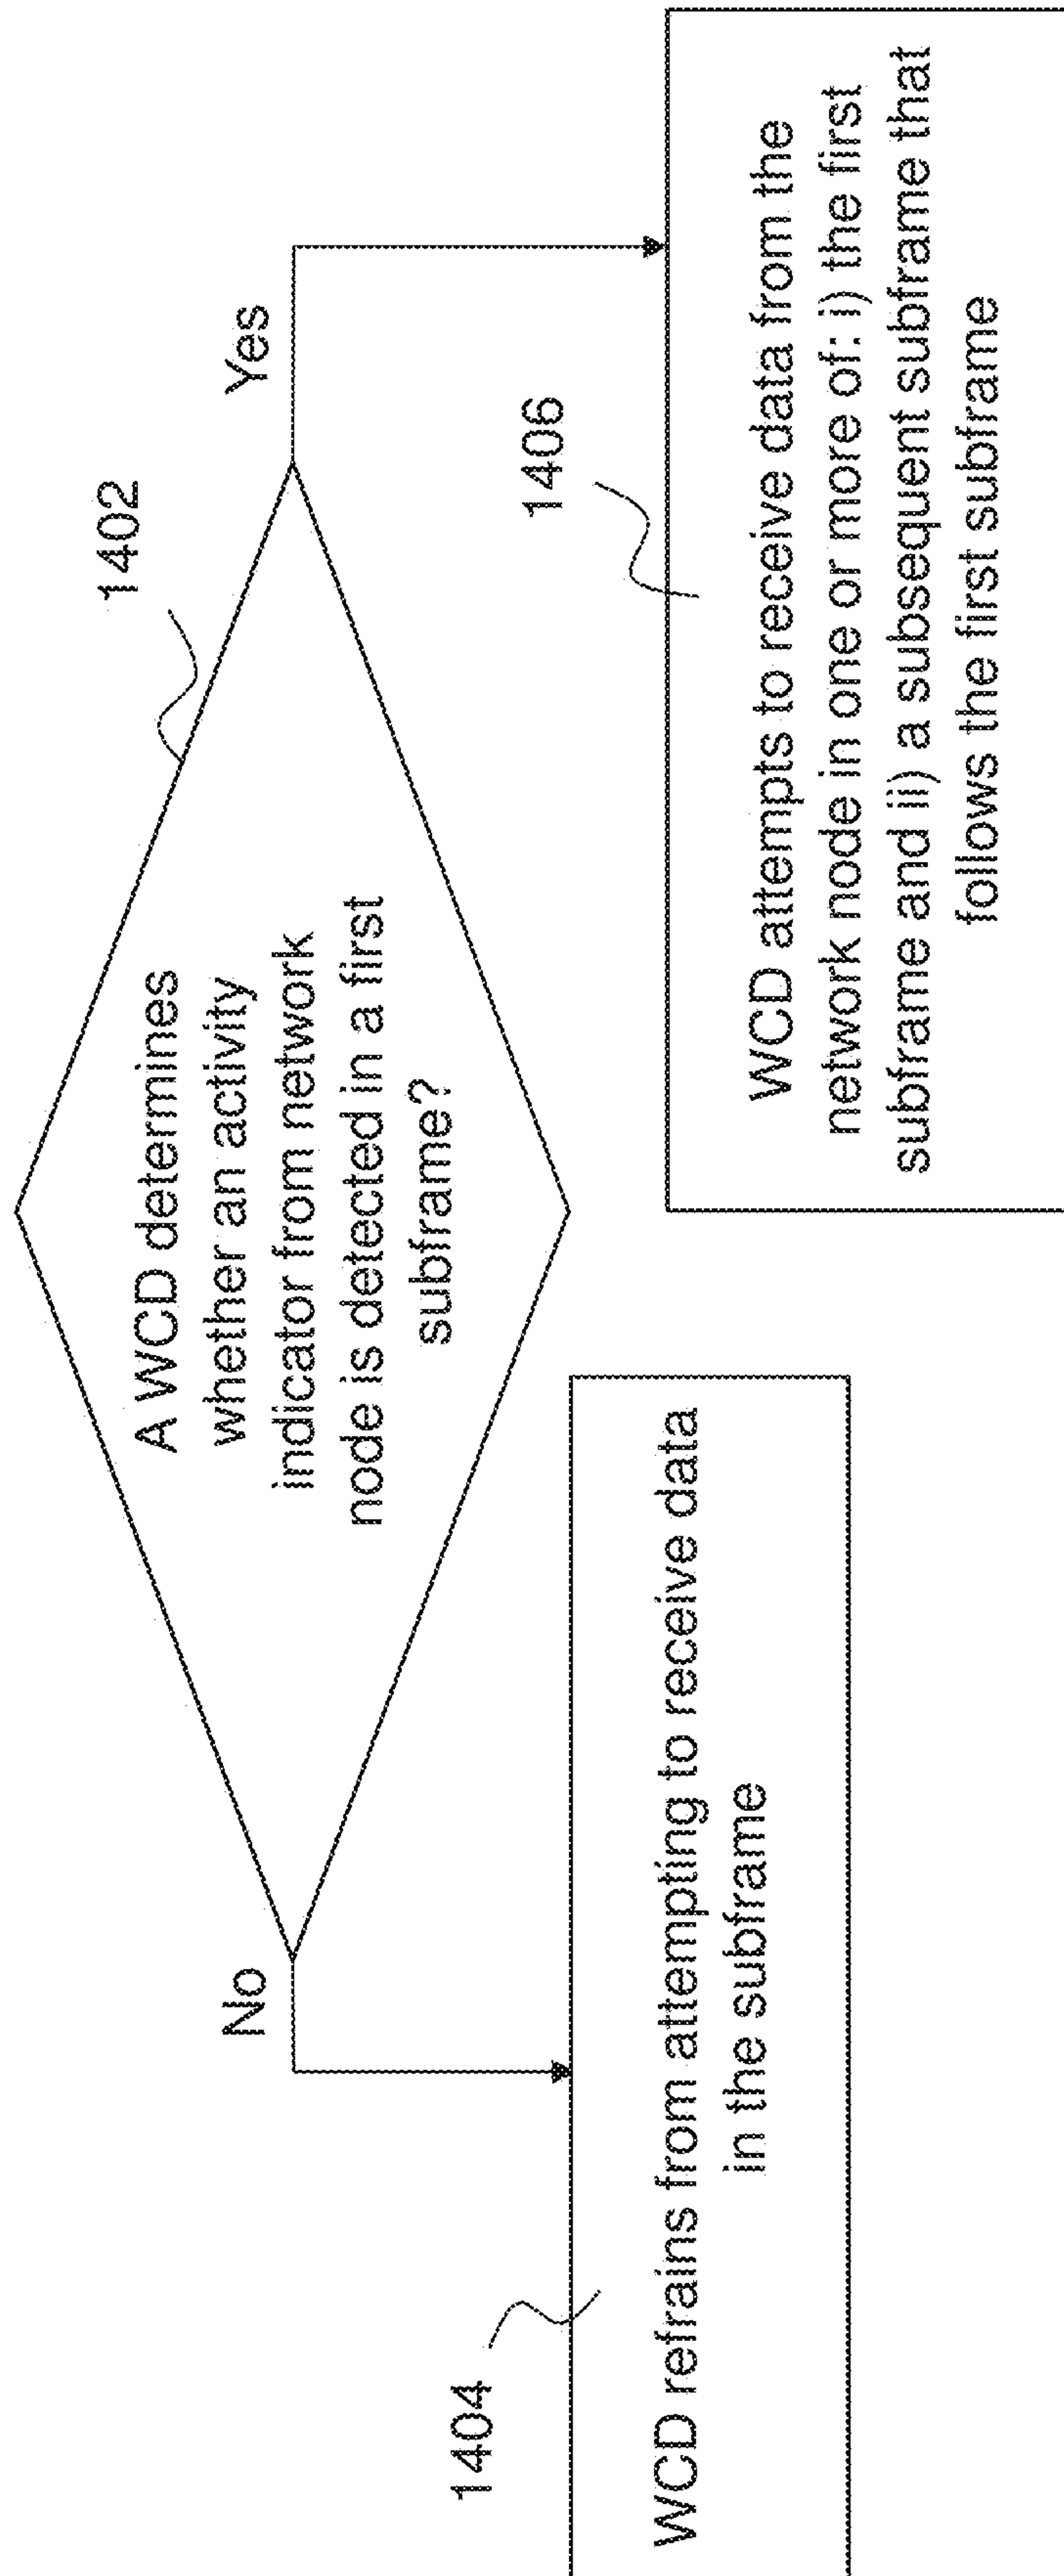 1402
A WCD determines
whether an activity
indicator from network
node is detected in a first
subframe?
No
Yes
1404
WCD refrains from attempting to receive data
in the subframe
1406
WCD attempts to receive data from the
network node in one or more of: i) the first
subframe and ii) a subsequent subframe that
follows the first subframe